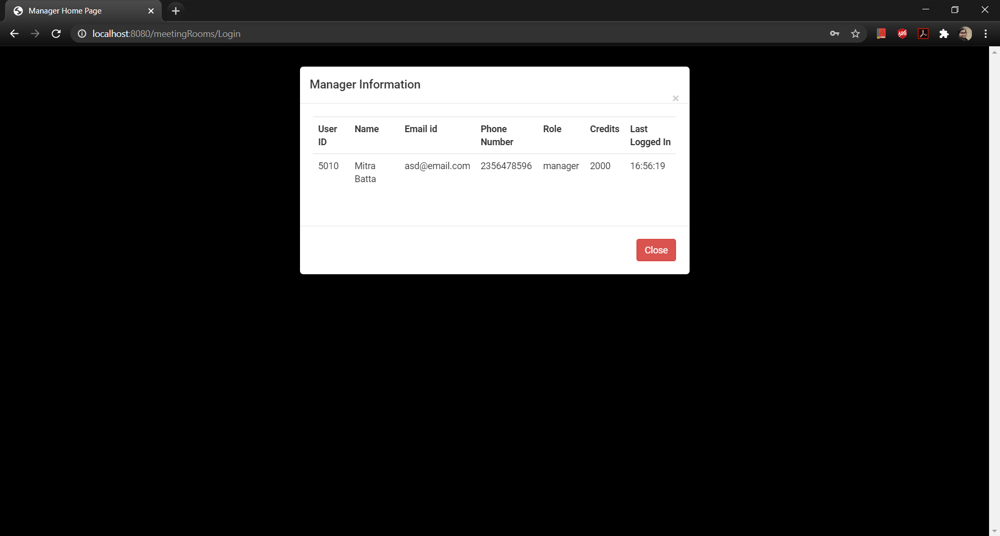 Manager Home Page
localhost:8080/meetingRooms/Login
Manager Information
×
User ID Name Email id Phone Number Role Credits Last Logged In
5010 Mitra Batta asd@email.com 2356478596 manager 2000 16:56:19
Close